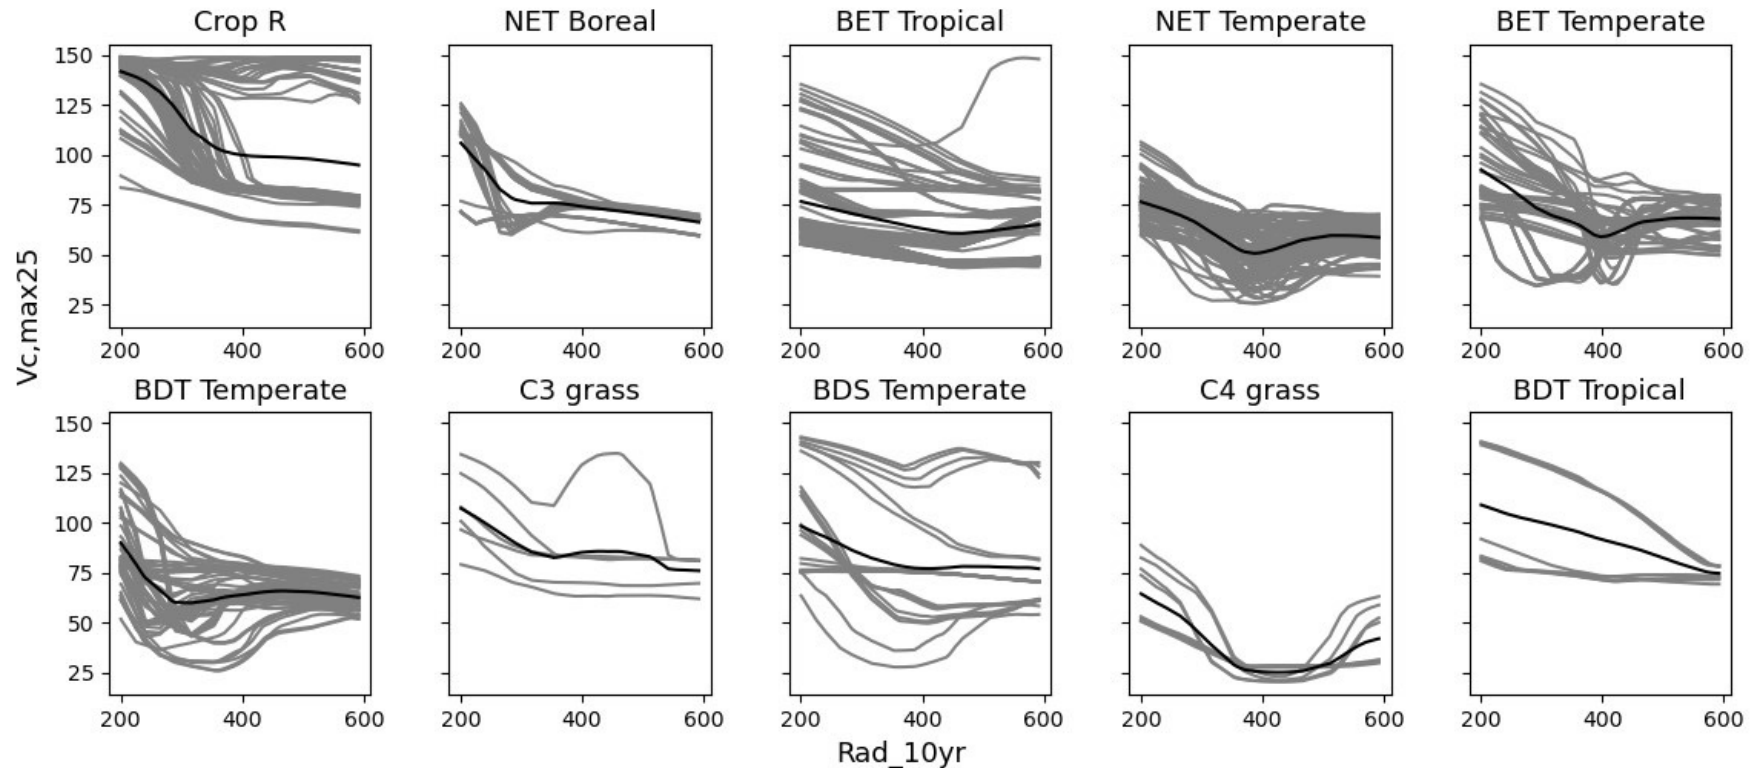 Crop R NET Boreal BET Tropical NET Temperate BET Temperate
150
125
100
75
50
25
200 400 600 200 400 600 200 400 600 200 400 600 200 400 600
Vc,max25
BDT Temperate C3 grass BDS Temperate C4 grass BDT Tropical
150
125
100
75
50
25
200 400 600 200 400 600 200 400 600 200 400 600 200 400 600
Rad_10yr